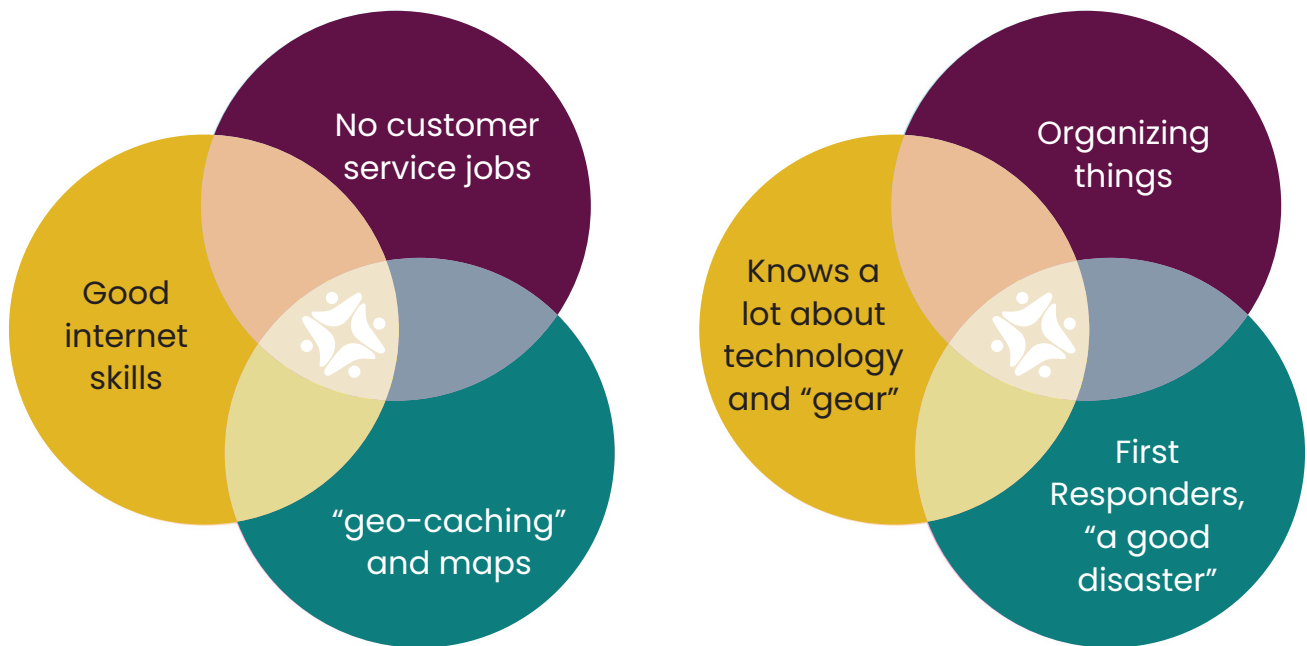 No customer
service jobs
Good
internet
skills
“geo-caching”
and maps
Organizing
things
Knows a
lot about
technology
and “gear”
First
Responders,
“a good
disaster”